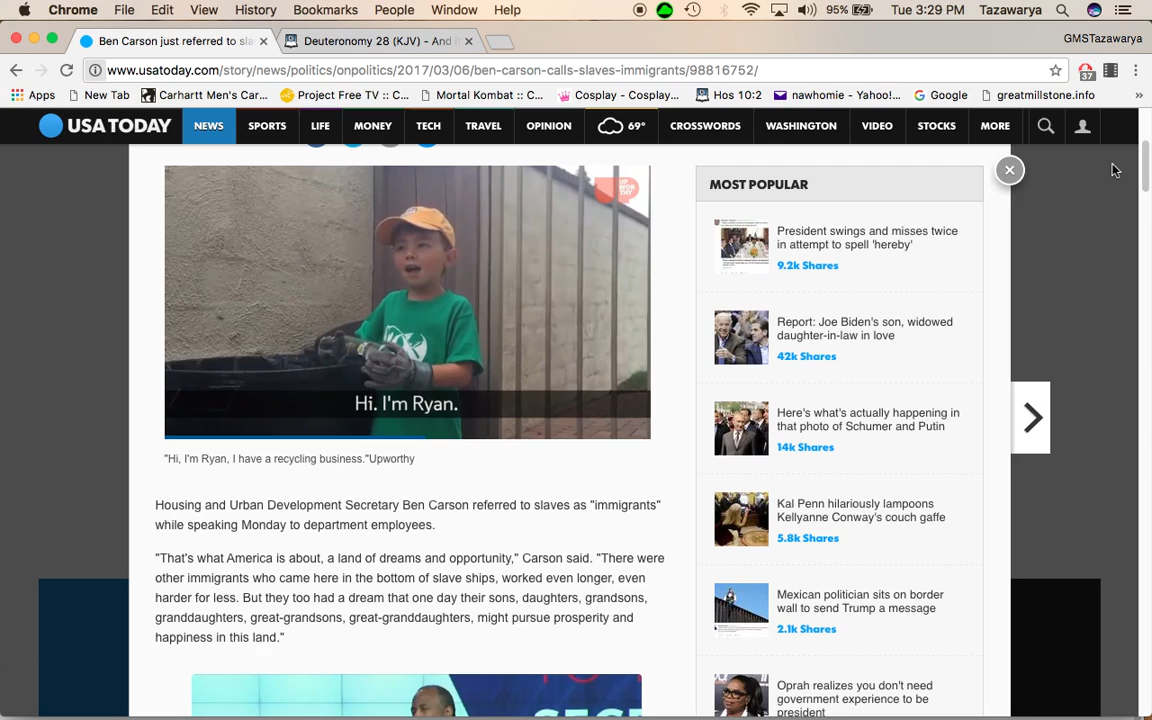 Chrome File Edit View History Bookmarks People Window Help 95% Tue 3:29 PM Tazawarya
Ben Carson just referred to sla
Deuteronomy 28 (KJV) - And i
GMSTazawarya
www.usatoday.com/story/news/politics/onpolitics/2017/03/06/ben-carson-calls-slaves-immigrants/98816752/
37
Apps New Tab Carhartt Men's Car... Project Free TV :: C... Mortal Kombat :: C... Cosplay - Cosplay... Hos 10:2 nawhomie - Yahoo!... Google greatmillstone.info »
USA TODAY NEWS SPORTS LIFE MONEY TECH TRAVEL OPINION 69° CROSSWORDS WASHINGTON VIDEO STOCKS MORE
UP
WOR
THY
Hi. I'm Ryan.
"Hi, I'm Ryan, I have a recycling business."Upworthy
Housing and Urban Development Secretary Ben Carson referred to slaves as "immigrants"
while speaking Monday to department employees.
"That's what America is about, a land of dreams and opportunity," Carson said. "There were
other immigrants who came here in the bottom of slave ships, worked even longer, even
harder for less. But they too had a dream that one day their sons, daughters, grandsons,
granddaughters, great-grandsons, great-granddaughters, might pursue prosperity and
happiness in this land."
MOST POPULAR
President swings and misses twice
in attempt to spell 'hereby'
9.2k Shares
Report: Joe Biden's son, widowed
daughter-in-law in love
42k Shares
Here's what's actually happening in
that photo of Schumer and Putin
14k Shares
Kal Penn hilariously lampoons
Kellyanne Conway's couch gaffe
5.8k Shares
Mexican politician sits on border
wall to send Trump a message
2.1k Shares
Oprah realizes you don't need
government experience to be
president